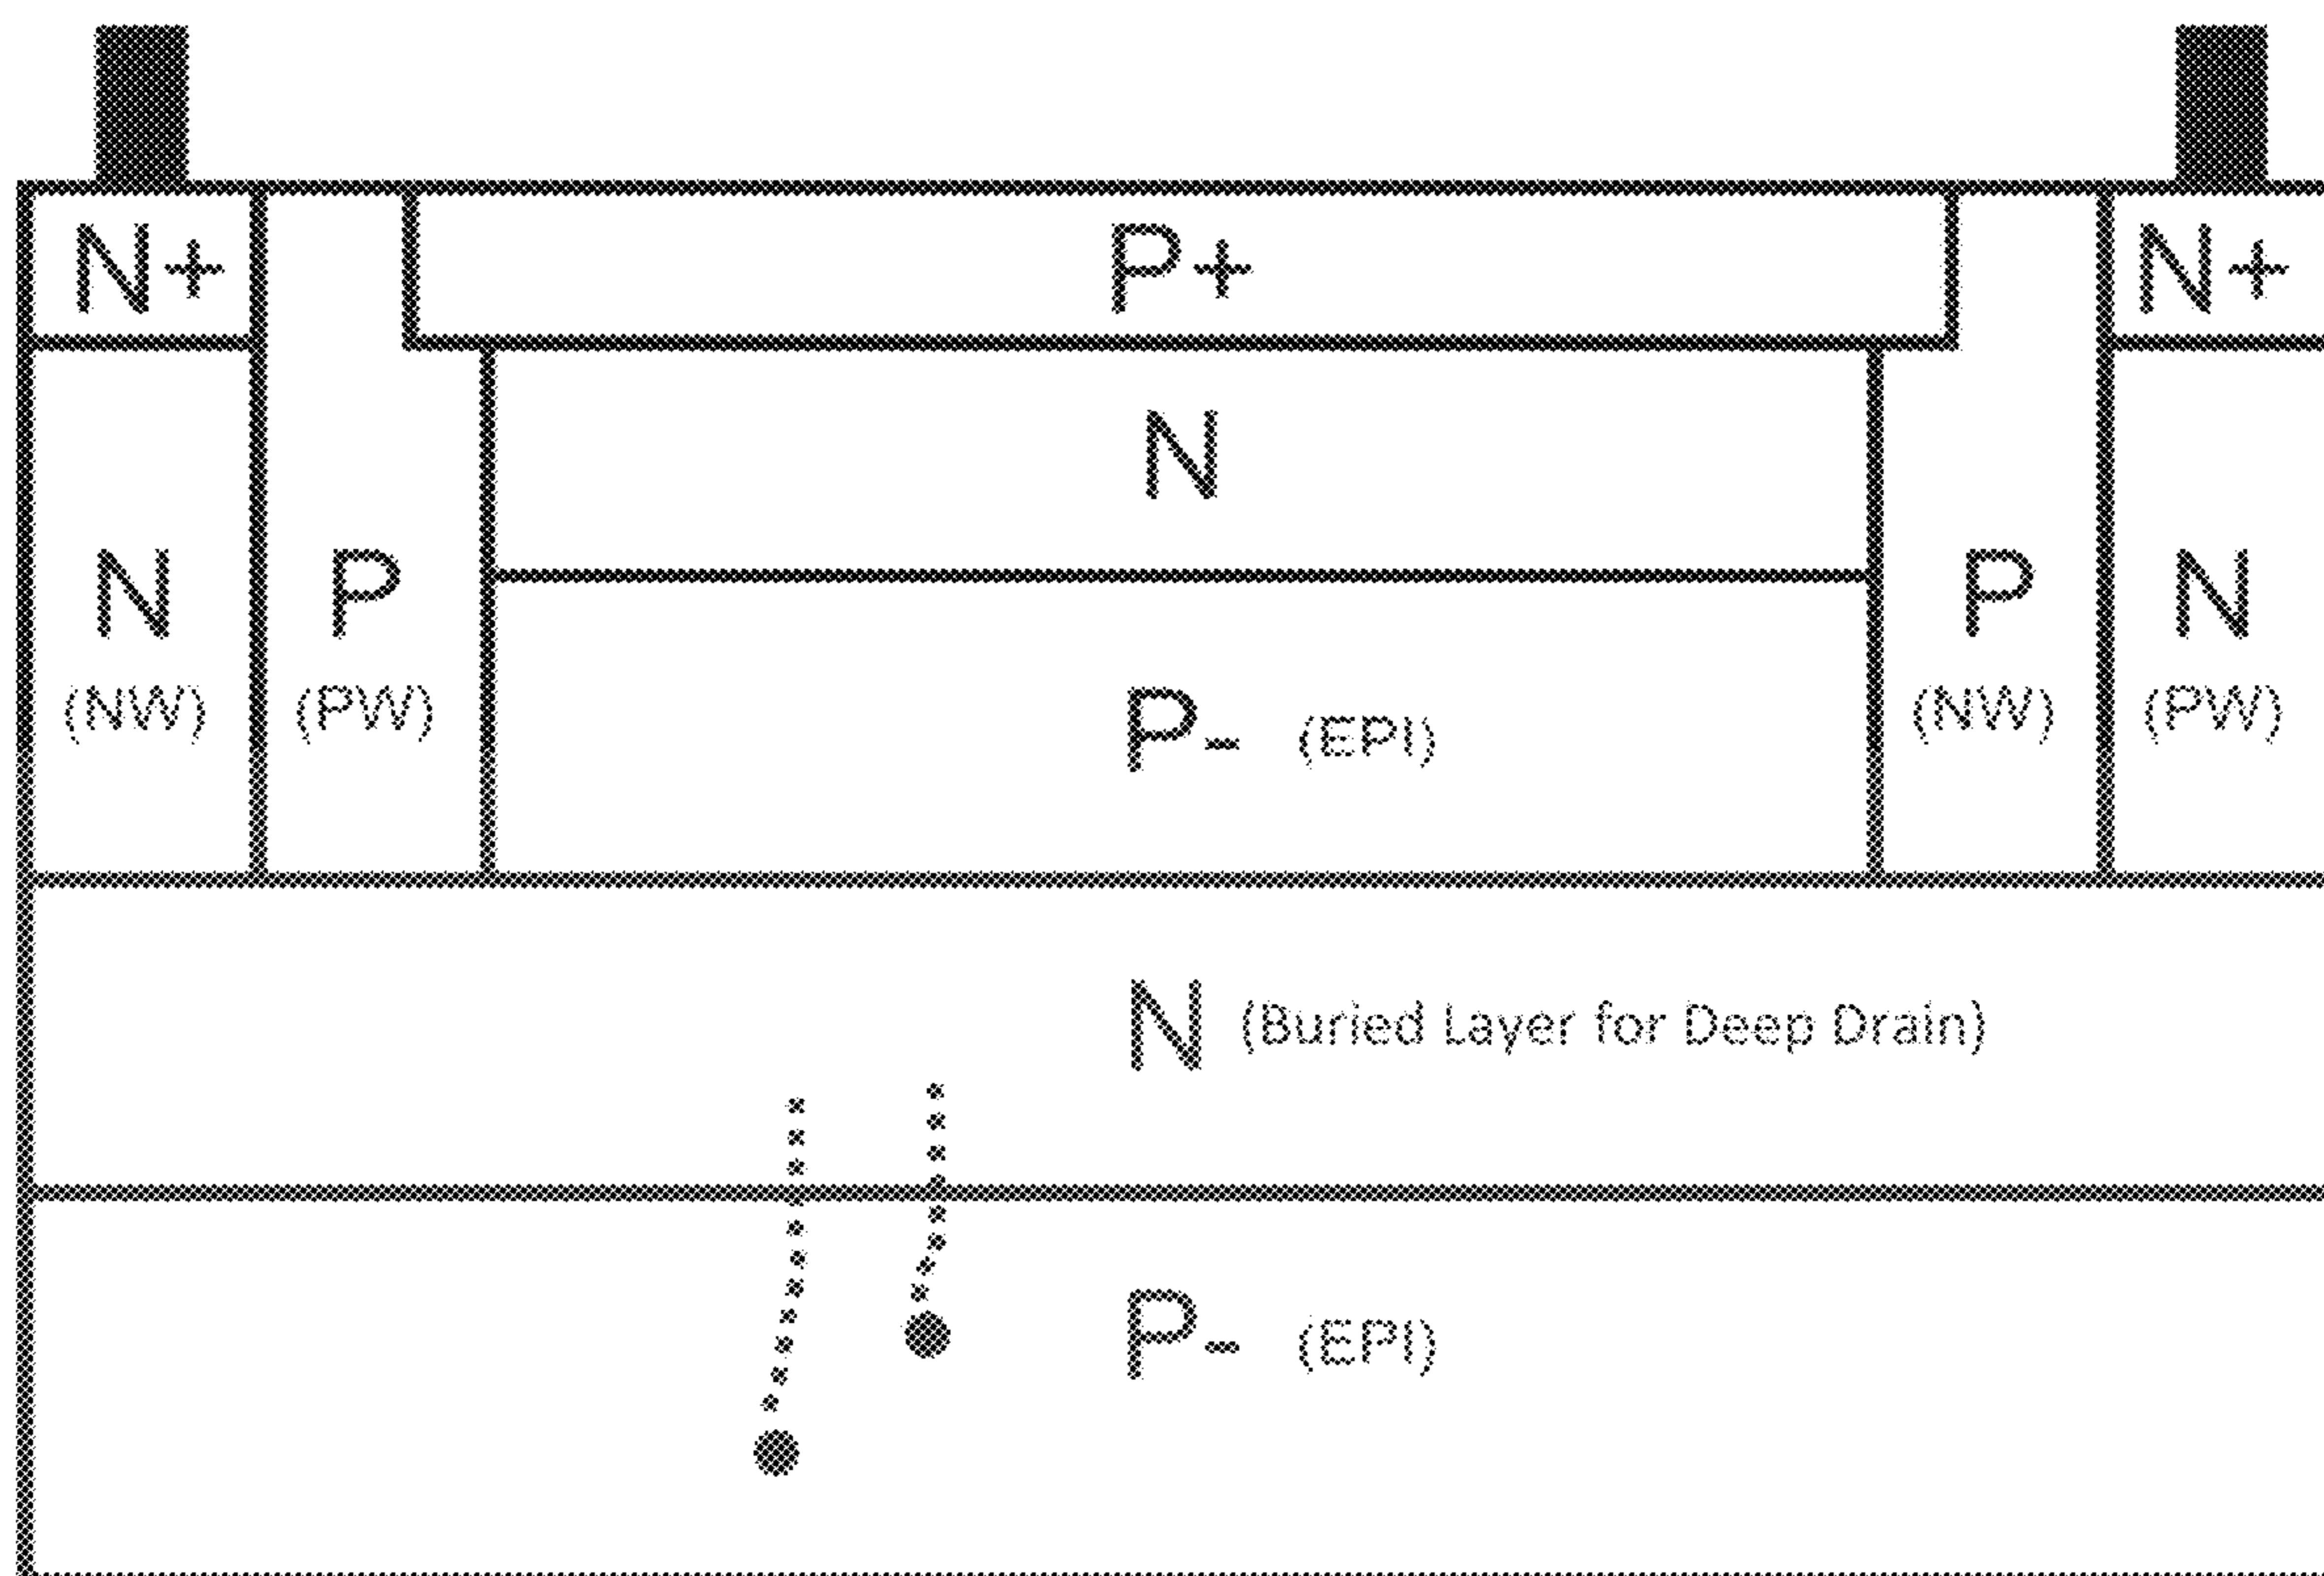 N+ P+ N+
N
N P P N
(NW) (PW) (NW) (PW)
P- (EPI)
N (Buried Layer for Deep Drain)
P- (EPI)